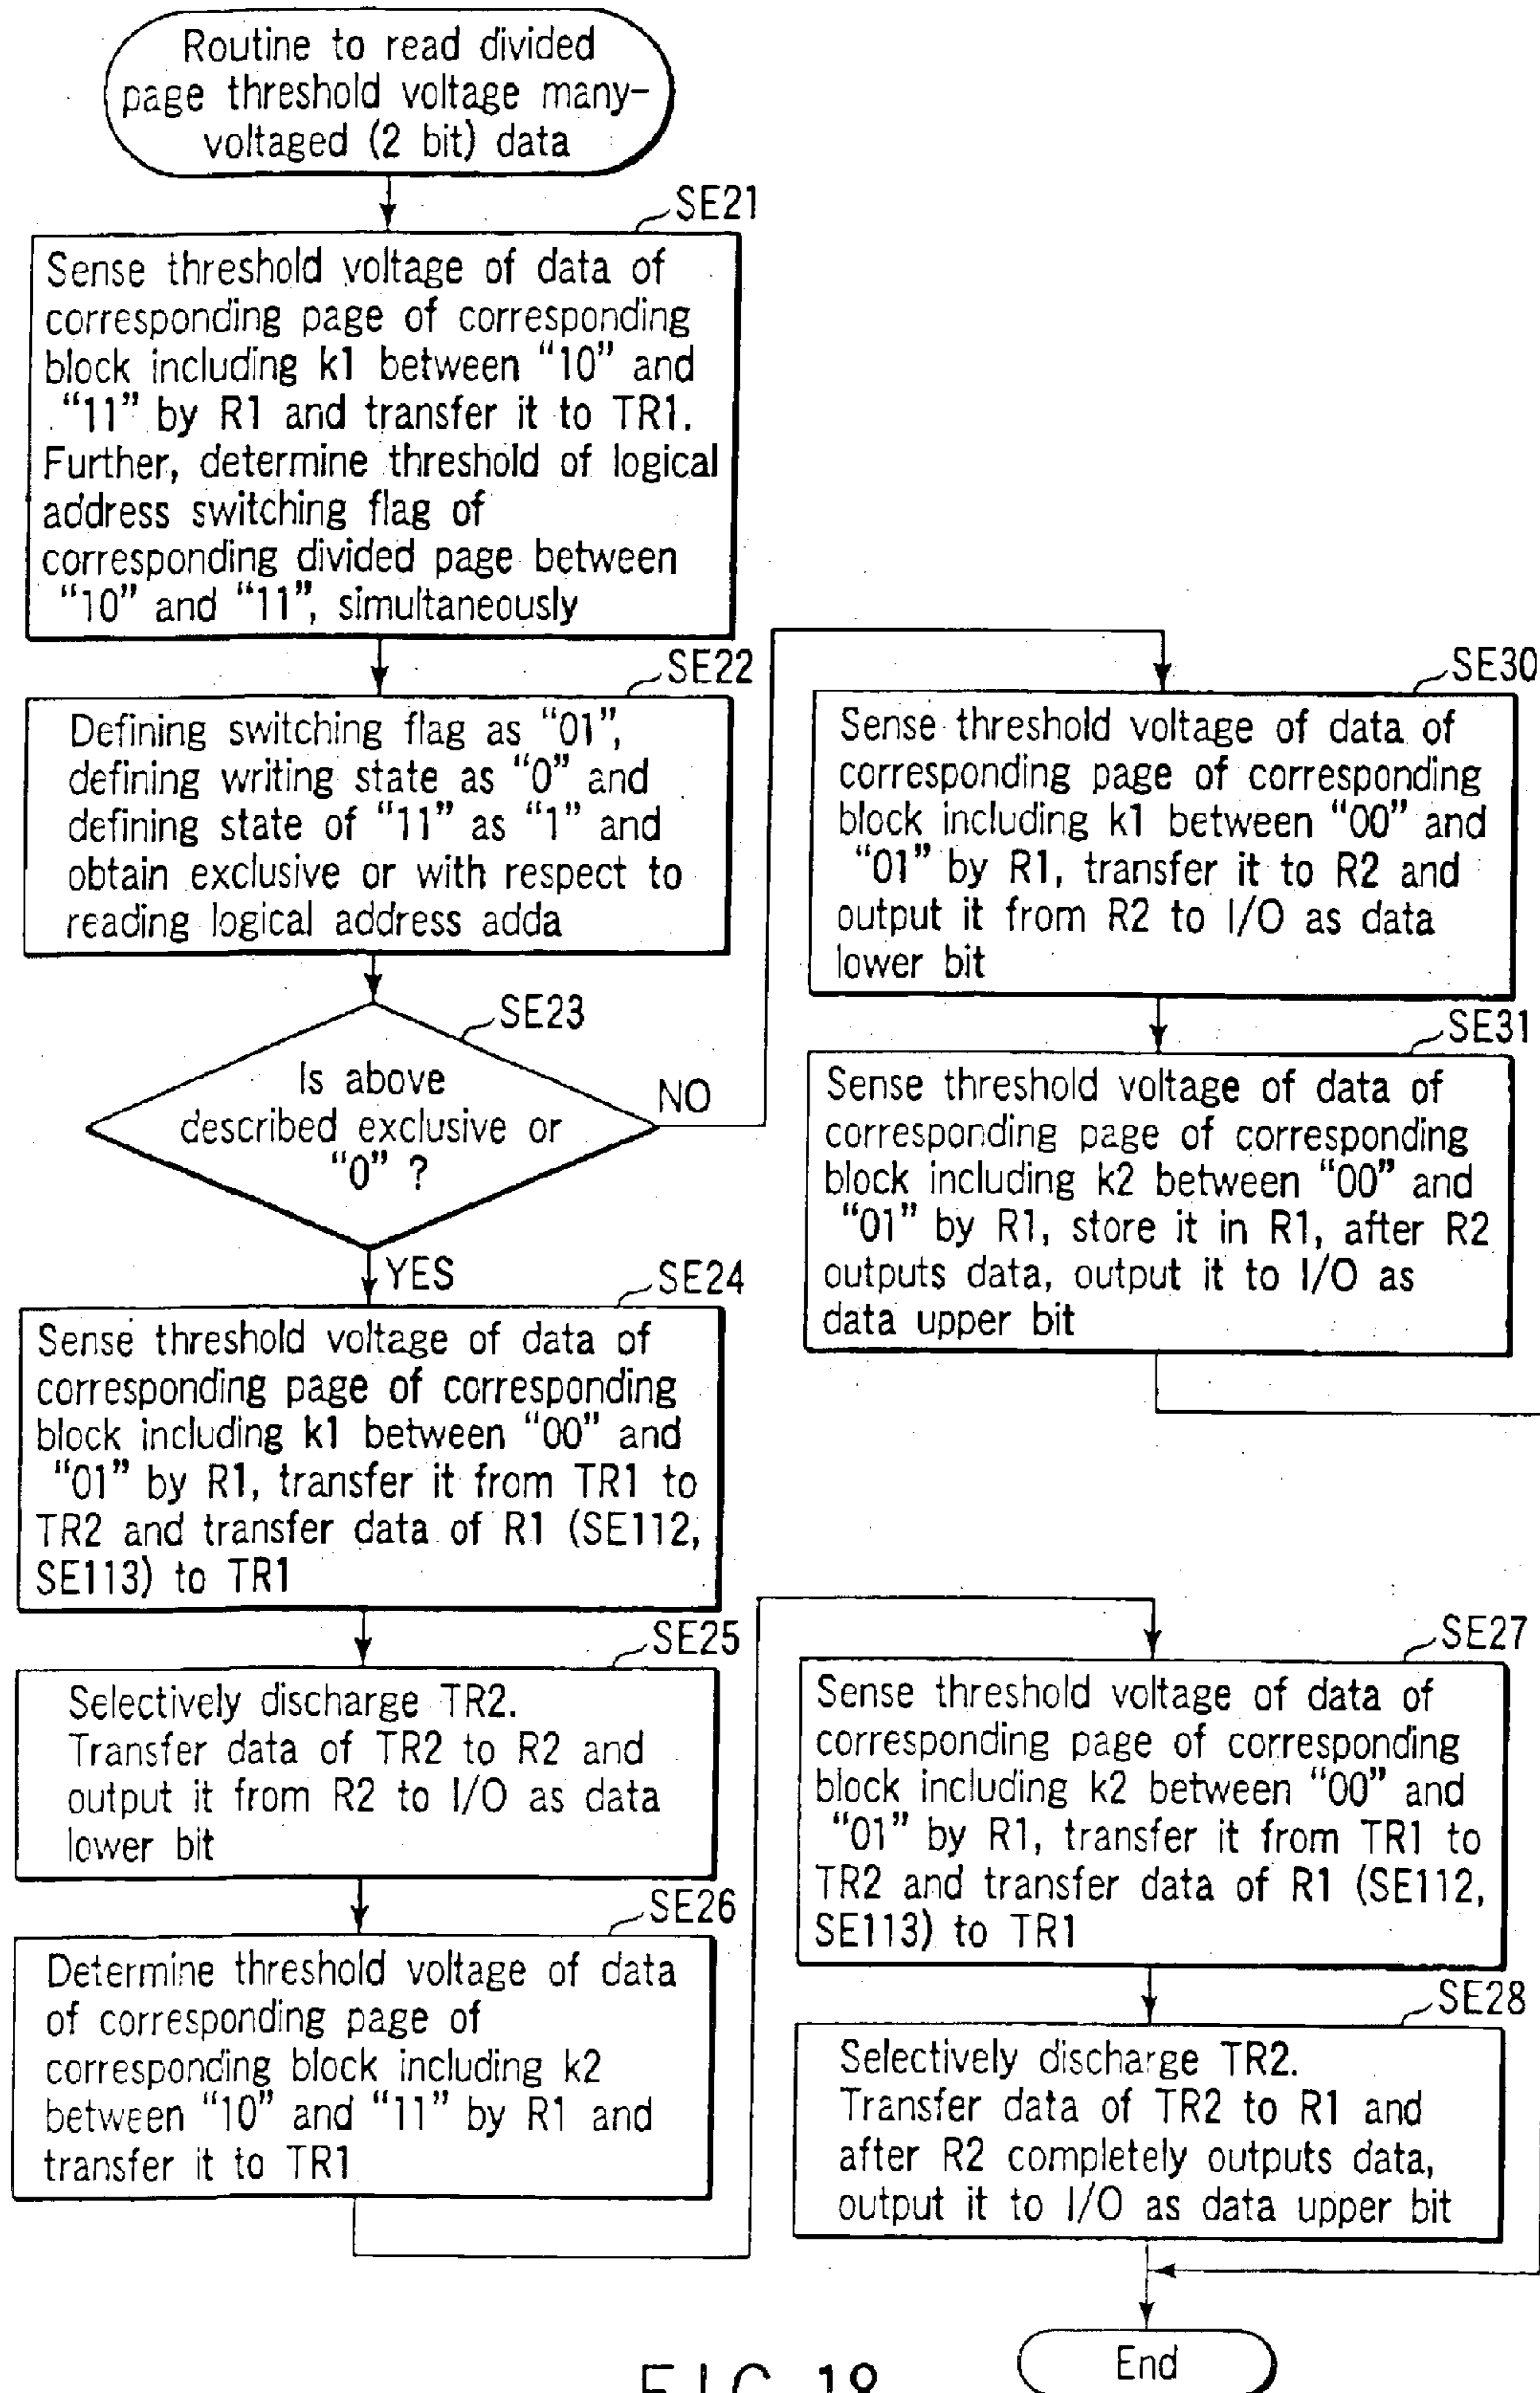 Routine to read divided
page threshold voltage many-
voltaged (2 bit) data
SE21
Sense threshold voltage of data of
corresponding page of corresponding
block including k1 between “10” and
“11” by R1 and transfer it to TR1.
Further, determine threshold of logical
address switching flag of
corresponding divided page between
“10” and “11”, simultaneously
SE22
Defining switching flag as “01”,
defining writing state as “0” and
defining state of “11” as “1” and
obtain exclusive or with respect to
reading logical address adda
SE23
Is above
described exclusive or
“0” ?
NO
YES
SE24
Sense threshold voltage of data of
corresponding page of corresponding
block including k1 between “00” and
“01” by R1, transfer it from TR1 to
TR2 and transfer data of R1 (SE112,
SE113) to TR1
SE25
Selectively discharge TR2.
Transfer data of TR2 to R2 and
output it from R2 to I/O as data
lower bit
SE26
Determine threshold voltage of data
of corresponding page of
corresponding block including k2
between “10” and “11” by R1 and
transfer it to TR1
SE30
Sense threshold voltage of data of
corresponding page of corresponding
block including k1 between “00” and
“01” by R1, transfer it to R2 and
output it from R2 to I/O as data
lower bit
SE31
Sense threshold voltage of data of
corresponding page of corresponding
block including k2 between “00” and
“01” by R1, store it in R1, after R2
outputs data, output it to I/O as
data upper bit
SE27
Sense threshold voltage of data of
corresponding page of corresponding
block including k2 between “00” and
“01” by R1, transfer it from TR1 to
TR2 and transfer data of R1 (SE112,
SE113) to TR1
SE28
Selectively discharge TR2.
Transfer data of TR2 to R1 and
after R2 completely outputs data,
output it to I/O as data upper bit
End